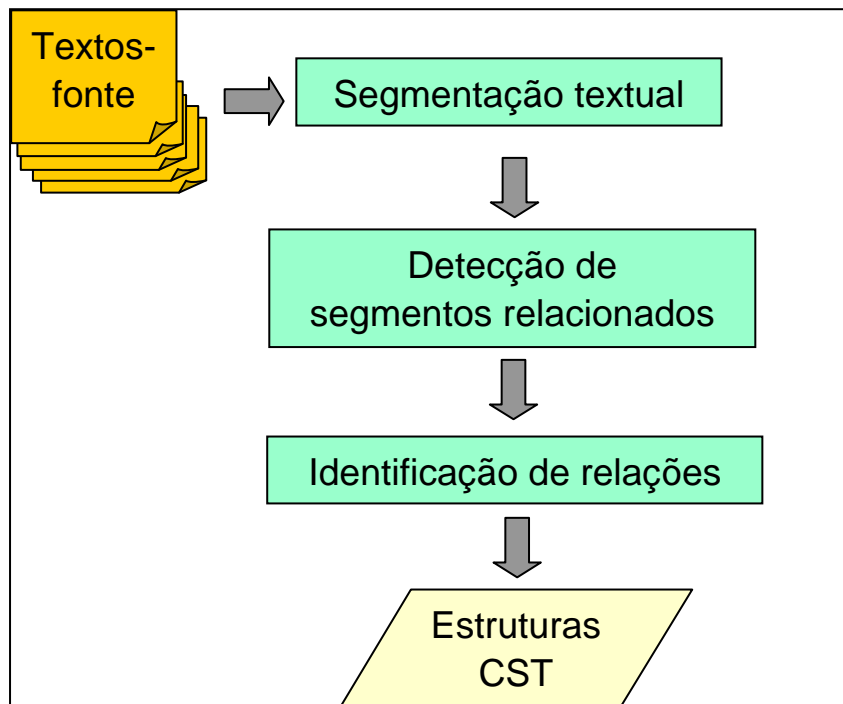 Textos-
fonte
Segmentação textual
Detecção de
segmentos relacionados
Identificação de relações
Estruturas
CST